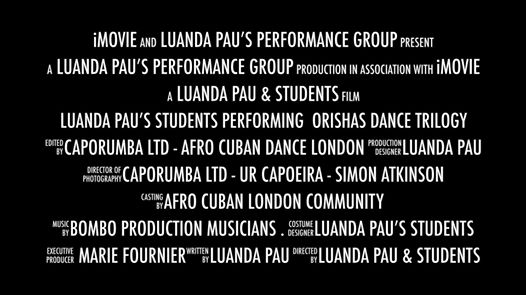 iMOVIE AND LUANDA PAU'S PERFORMANCE GROUP PRESENT
A LUANDA PAU'S PERFORMANCE GROUP PRODUCTION IN ASSOCIATION WITH iMOVIE
A LUANDA PAU & STUDENTS FILM
LUANDA PAU'S STUDENTS PERFORMING ORISHAS DANCE TRILOGY
EDITED BY CAPORUMBA LTD - AFRO CUBAN DANCE LONDON PRODUCTION DESIGNER LUANDA PAU
DIRECTOR OF PHOTOGRAPHY CAPORUMBA LTD - UR CAPOEIRA - SIMON ATKINSON
CASTING BY AFRO CUBAN LONDON COMMUNITY
MUSIC BY BOMBO PRODUCTION MUSICIANS . COSTUME DESIGNER LUANDA PAU'S STUDENTS
EXECUTIVE PRODUCER MARIE FOURNIER WRITTEN BY LUANDA PAU DIRECTED BY LUANDA PAU & STUDENTS